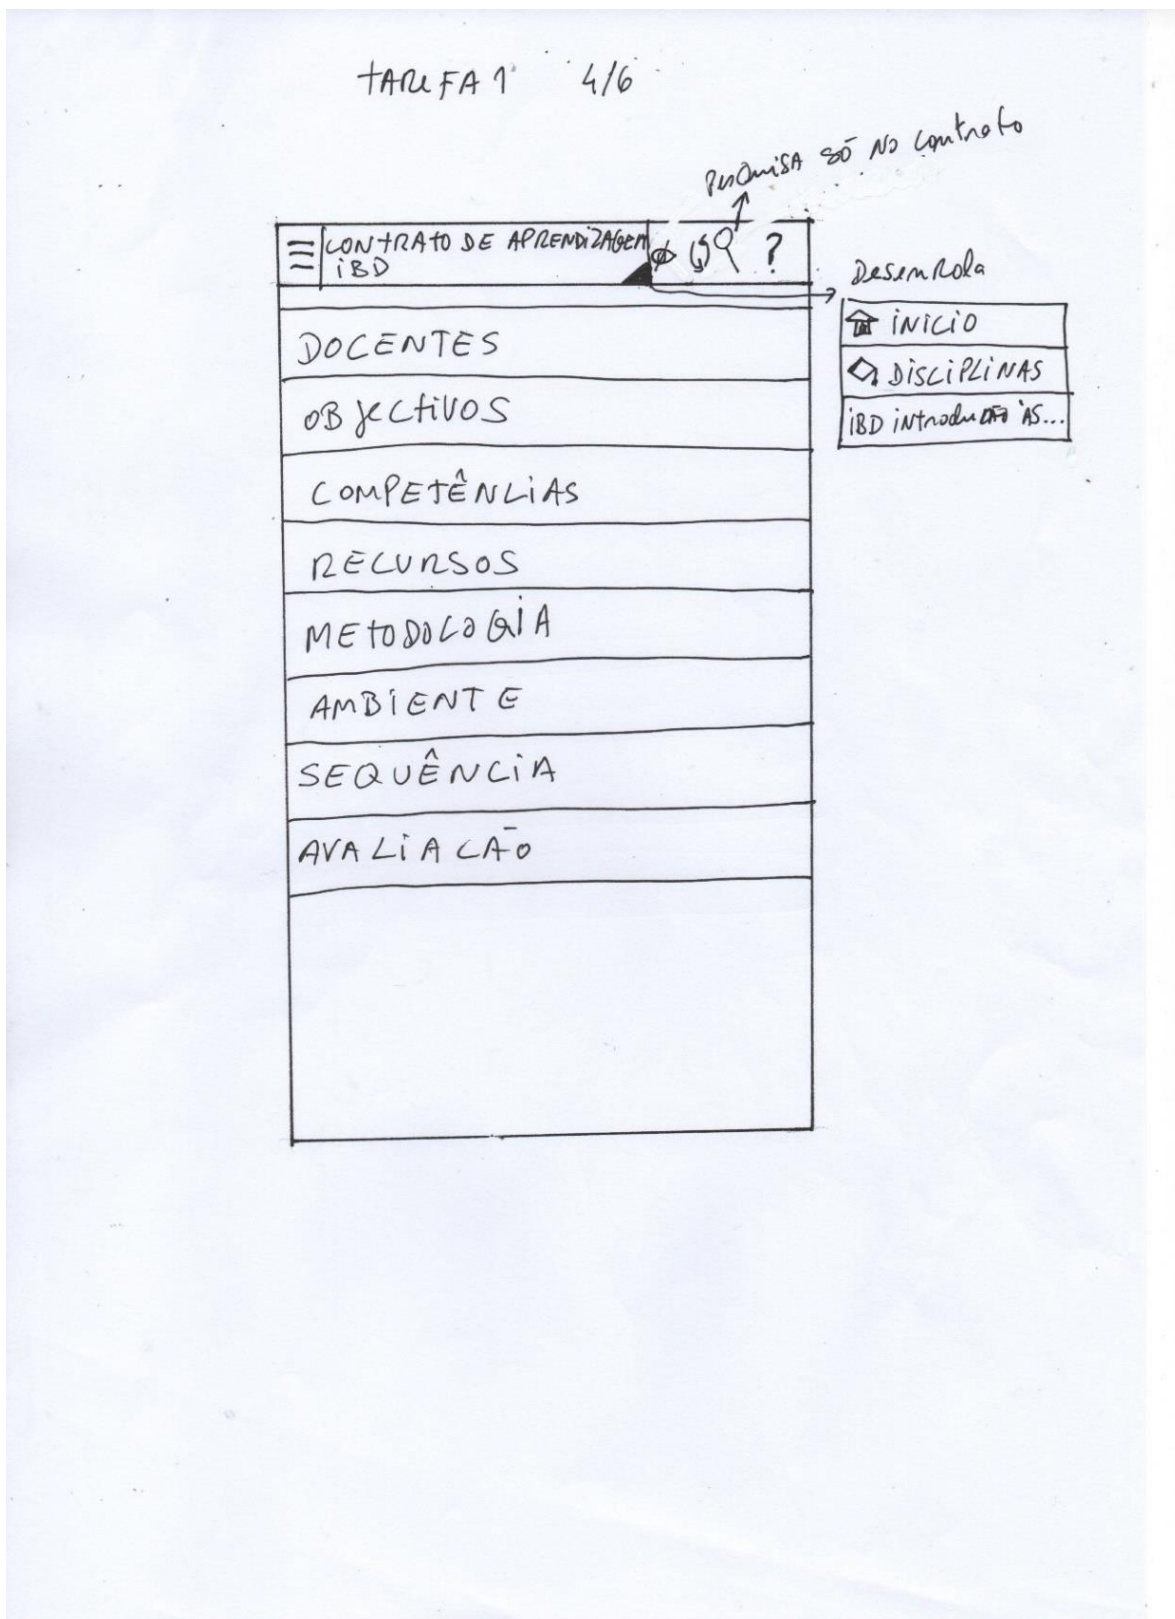 TAREFA 1 4/6
PESQUISA SÓ NO CONTRATO
CONTRATO DE APRENDIZAGEM
IBD
?
Desenrola
INICIO
DISCIPLINAS
IBD INTRODUÇÃO ÀS...
DOCENTES
OBJECTIVOS
COMPETÊNCIAS
RECURSOS
METODOLOGIA
AMBIENTE
SEQUÊNCIA
AVALIACÃO